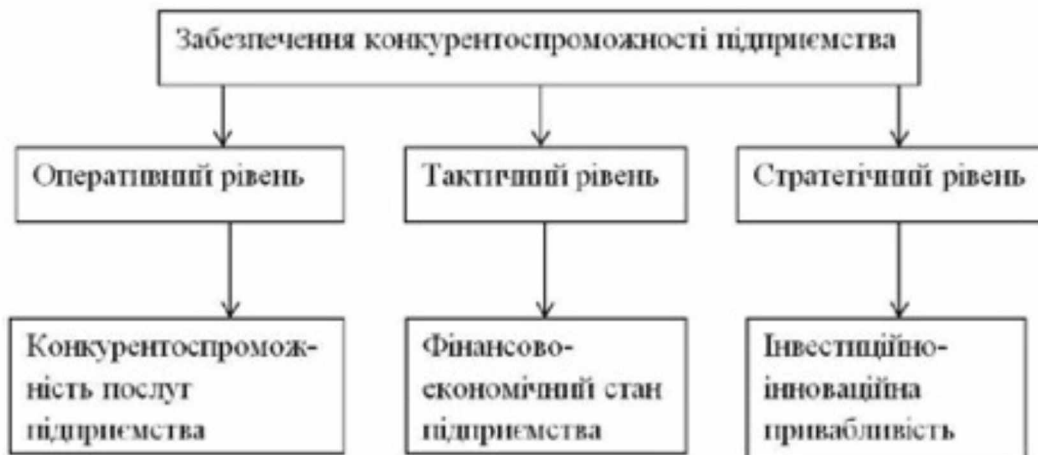 Забезпечення конкурентоспроможності підприємства
Оперативний рівень
Тактичний рівень
Стратегічний рівень
Конкурентоспромож-
ність послуг
підприємства
Фінансово-
економічний стан
підприємства
Інвестиційно-
інноваційна
привабливість